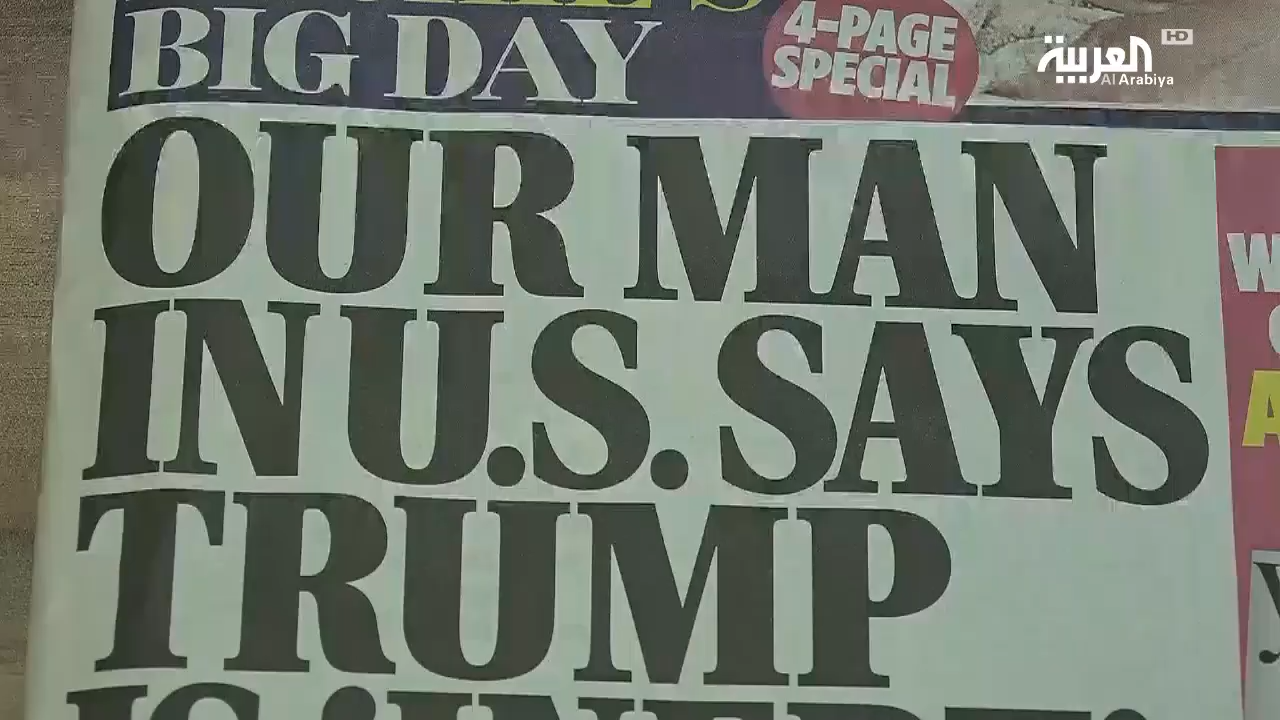 BIG DAY
4-PAGE
SPECIAL
العربية
HD
Al Arabiya
OUR MAN
IN U.S. SAYS
TRUMP